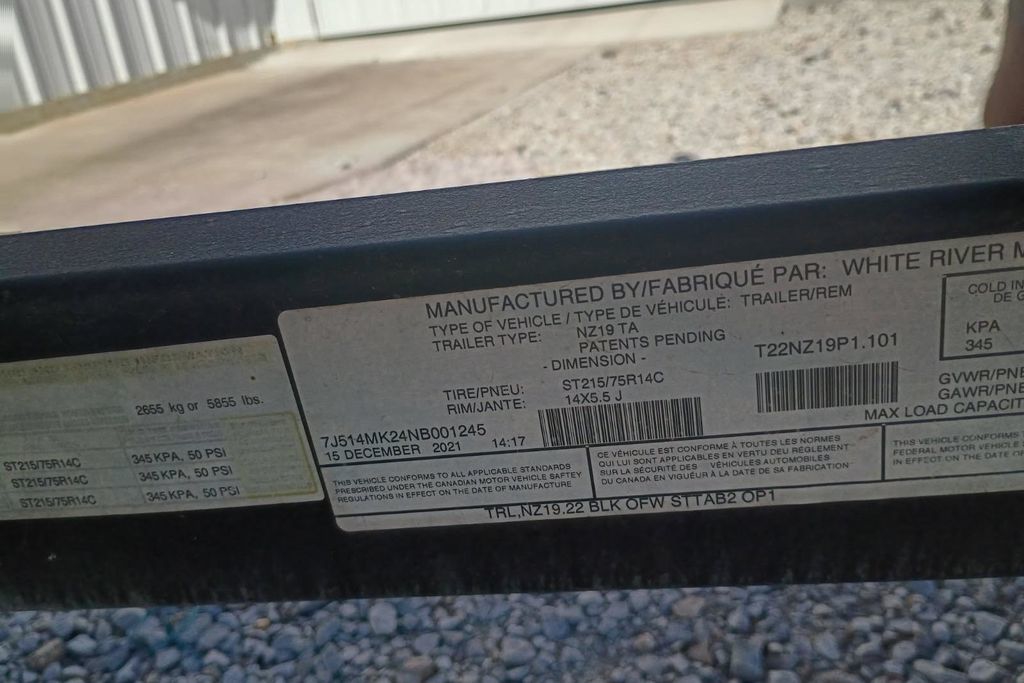 2655 kg or 5855 lbs.
ST215/75R14C 345 KPA, 50 PSI
ST215/75R14C 345 KPA, 50 PSI
ST215/75R14C 345 KPA, 50 PSI
MANUFACTURED BY/FABRIQUÉ PAR: WHITE RIVER M
TYPE OF VEHICLE / TYPE DE VÉHICULE: TRAILER/REM
TRAILER TYPE: NZ19 TA
PATENTS PENDING
- DIMENSION -
TIRE/PNEU: ST215/75R14C
RIM/JANTE: 14X5.5 J
T22NZ19P1.101
COLD IN
DE G
KPA
345
GVWR/PNB
GAWR/PNB
MAX LOAD CAPACIT
7J514MK24NB001245
15 DECEMBER 2021 14:17
THIS VEHICLE CONFORMS TO ALL APPLICABLE STANDARDS
PRESCRIBED UNDER THE CANADIAN MOTOR VEHICLE SAFTEY
REGULATIONS IN EFFECT ON THE DATE OF MANUFACTURE
CE VÉHICULE EST CONFORME À TOUTES LES NORMES
QUI LUI SONT APPLICABLES EN VERTU DEU RÈGLEMENT
SUR LA SÉCURITÉ DES VÉHICULES AUTOMOBILES
DU CANADA EN VIGUEUR À LA DATE DE SA FABRICATION
THIS VEHICLE CONFORMS
FEDERAL MOTOR VEHICLE
IN EFFECT ON THE DATE O
TRL,NZ19.22 BLK OFW STTAB2 OP1